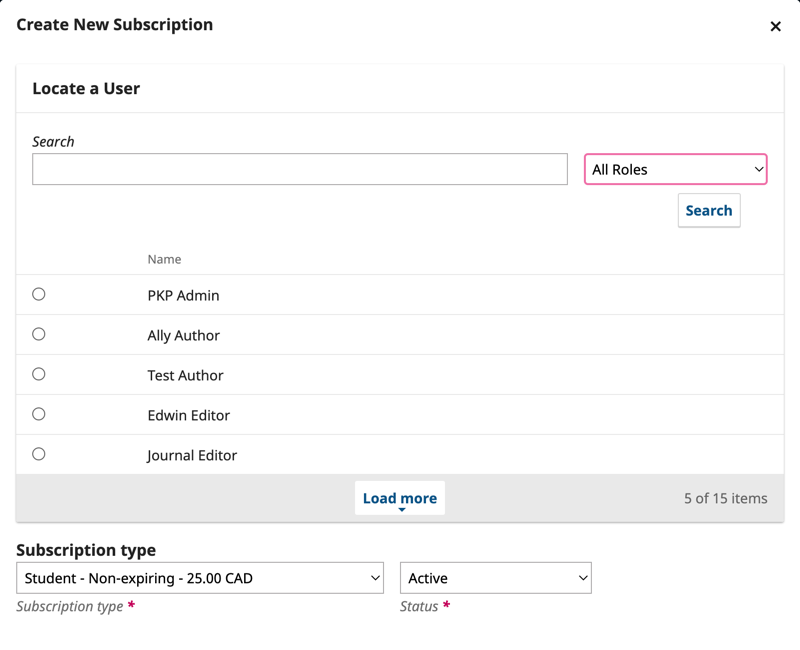 Create New Subscription
Locate a User
Search
All Roles
Search
Name
PKP Admin
Ally Author
Test Author
Edwin Editor
Journal Editor
Load more
5 of 15 items
Subscription type
Student - Non-expiring - 25.00 CAD
Active
Subscription type *
Status *